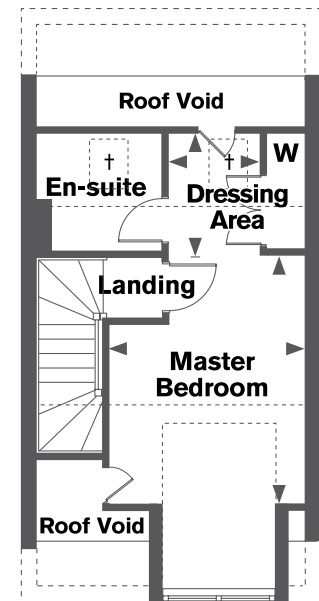 Roof Void
†
†
W
En-suite
Dressing
Area
Landing
Master
Bedroom
Roof Void